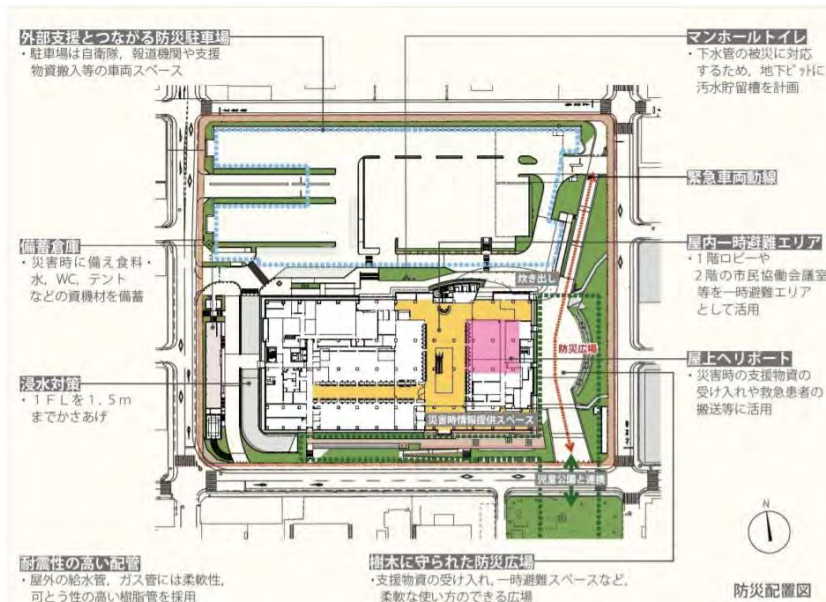 外部支援とつながる防災駐車場
・駐車場は自衛隊，報道機関や支援
物資搬入等の車両スペース
マンホールトイレ
・下水管の被災に対応
するため，地下ピットに
汚水貯留槽を計画
緊急車両動線
備蓄倉庫
・災害時に備え食料・
水，WC，テント
などの資機材を備蓄
屋内一時避難エリア
・1階ロビーや
2階の市民協働会議室
等を一時避難エリア
として活用
炊き出し
防災広場
屋上ヘリポート
・災害時の支援物資の
受け入れや救急患者の
搬送等に活用
浸水対策
・1FLを1.5m
までかさあげ
災害時情報提供スペース
児童公園と連携
N
耐震性の高い配管
・屋外の給水管，ガス管には柔軟性，
可とう性の高い樹脂管を採用
樹木に守られた防災広場
・支援物資の受け入れ，一時避難スペースなど，
柔軟な使い方のできる広場
防災配置図